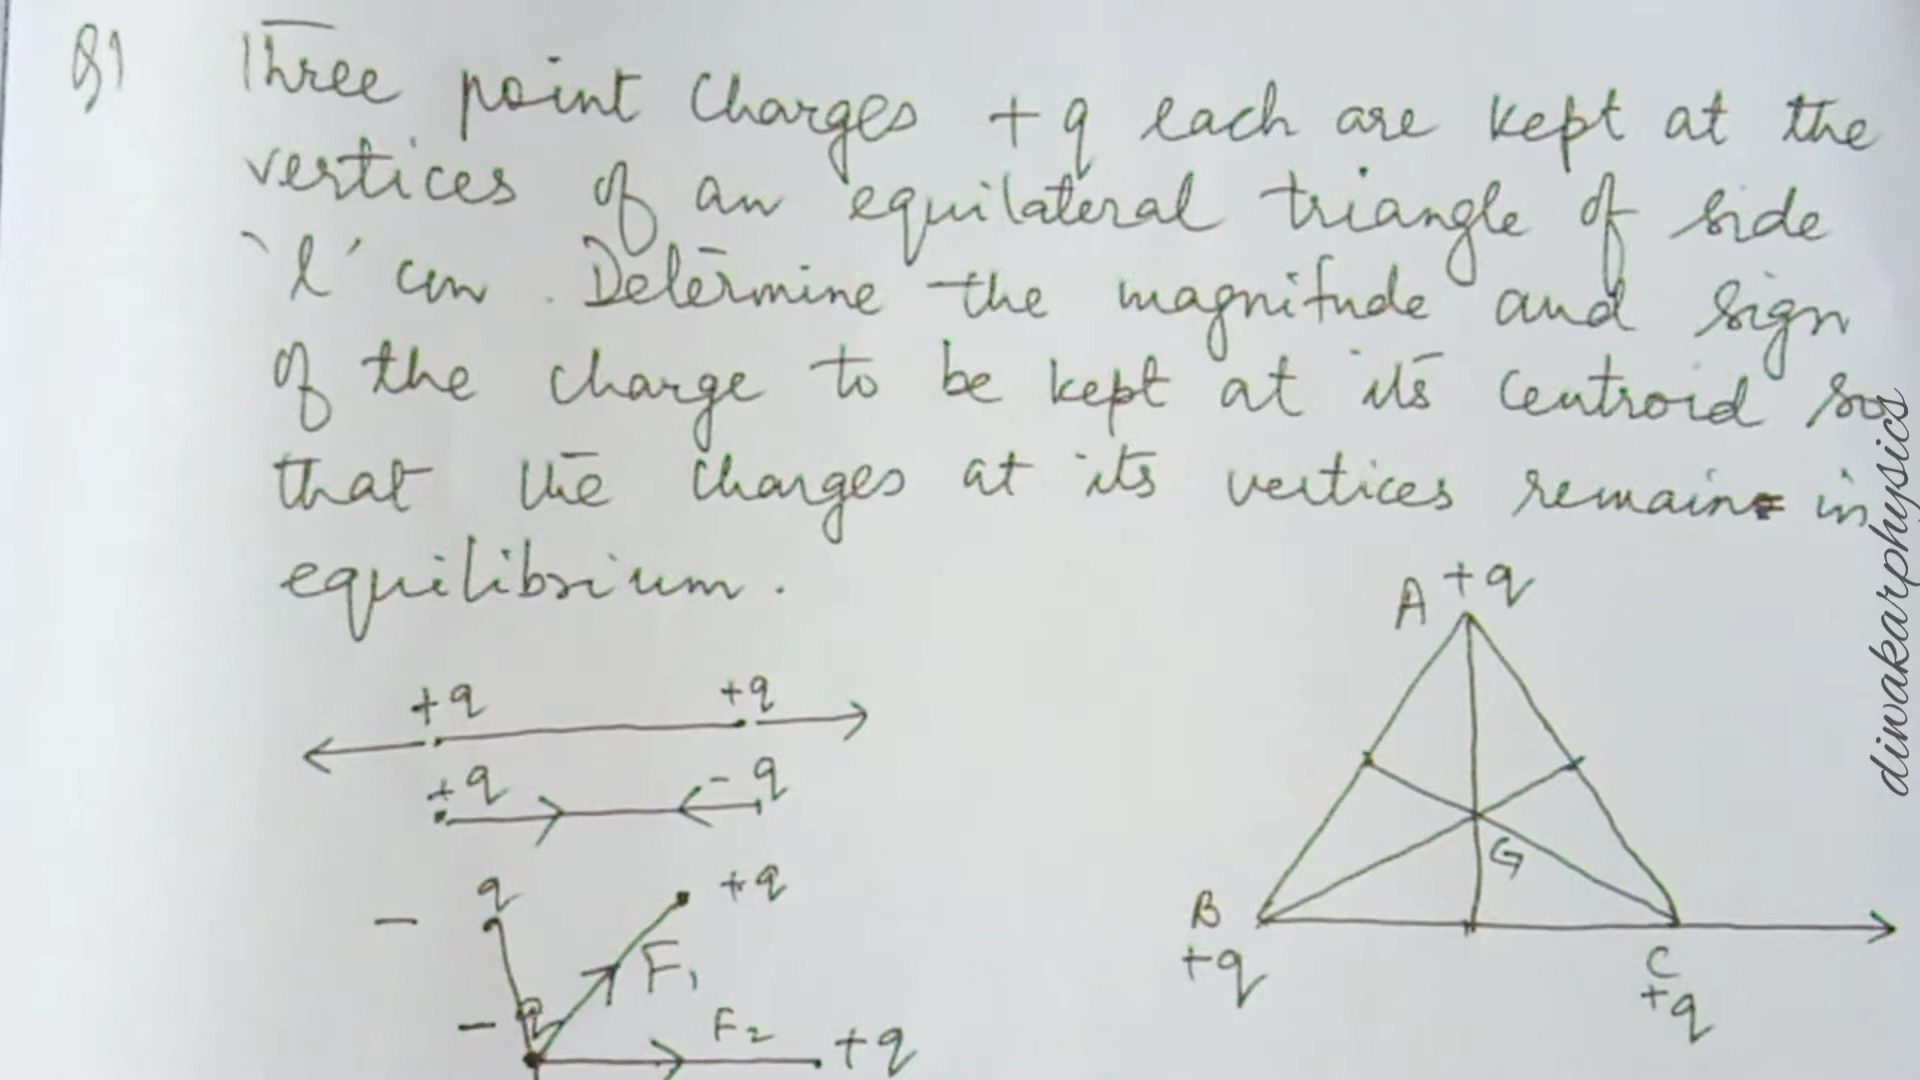 Q1 Three point charges +q each are kept at the
vertices of an equilateral triangle of side
'l' cm. Determine the magnitude and sign
of the charge to be kept at its centroid so
that the charges at its vertices remain in
equilibrium.
A +q
+q +q
+q -q
G
q +q
-
B C
+q +q
F1
- Q
F2 +q
diwakarphysics